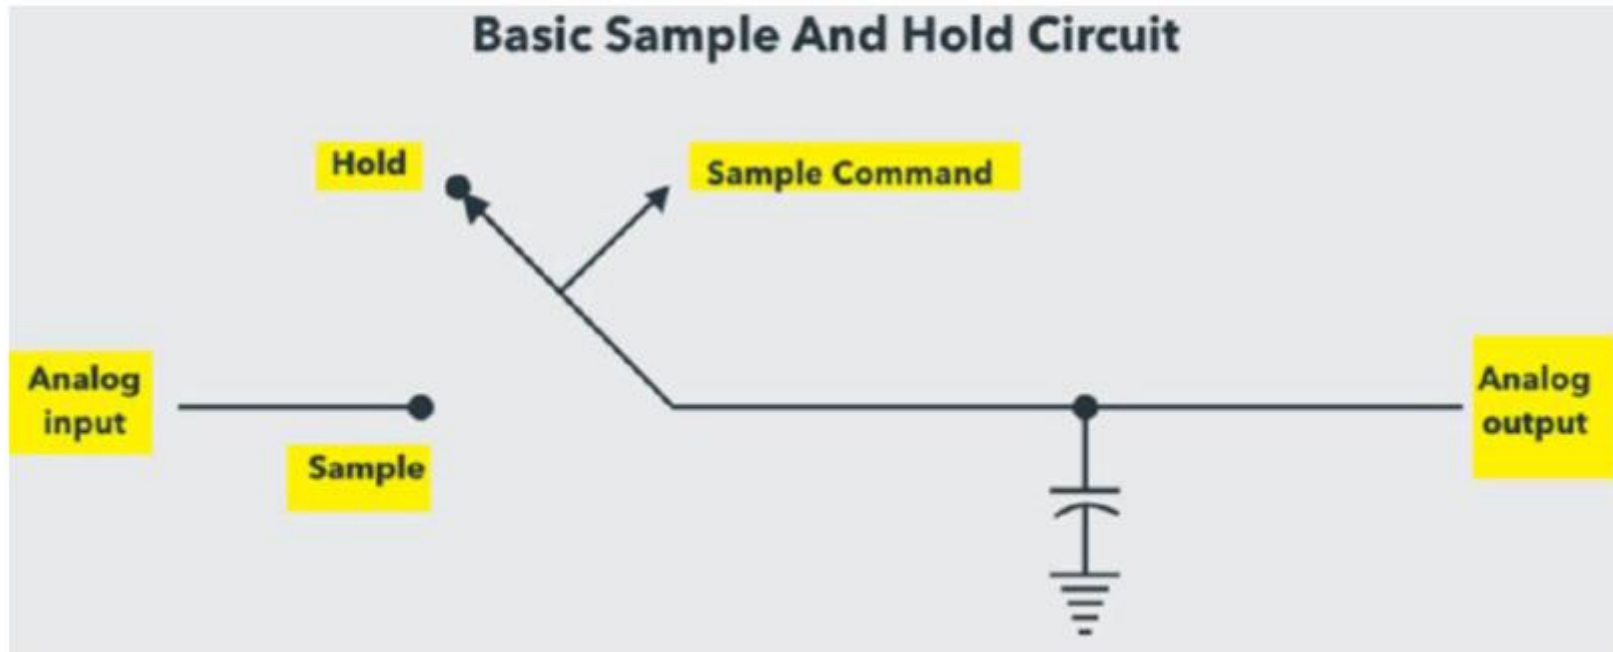 Basic Sample And Hold Circuit
Hold
Sample Command
Analog
input
Sample
Analog
output